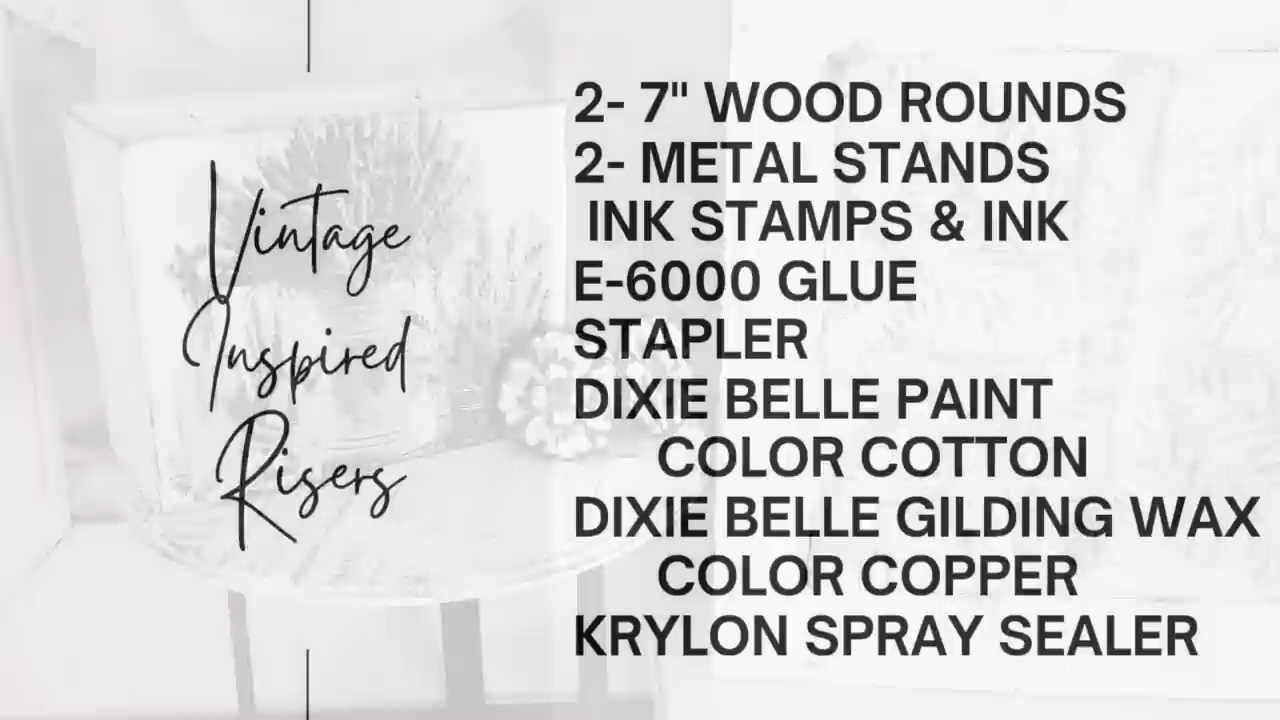 Vintage
Inspired
Risers
2- 7" WOOD ROUNDS
2- METAL STANDS
INK STAMPS & INK
E-6000 GLUE
STAPLER
DIXIE BELLE PAINT
COLOR COTTON
DIXIE BELLE GILDING WAX
COLOR COPPER
KRYLON SPRAY SEALER